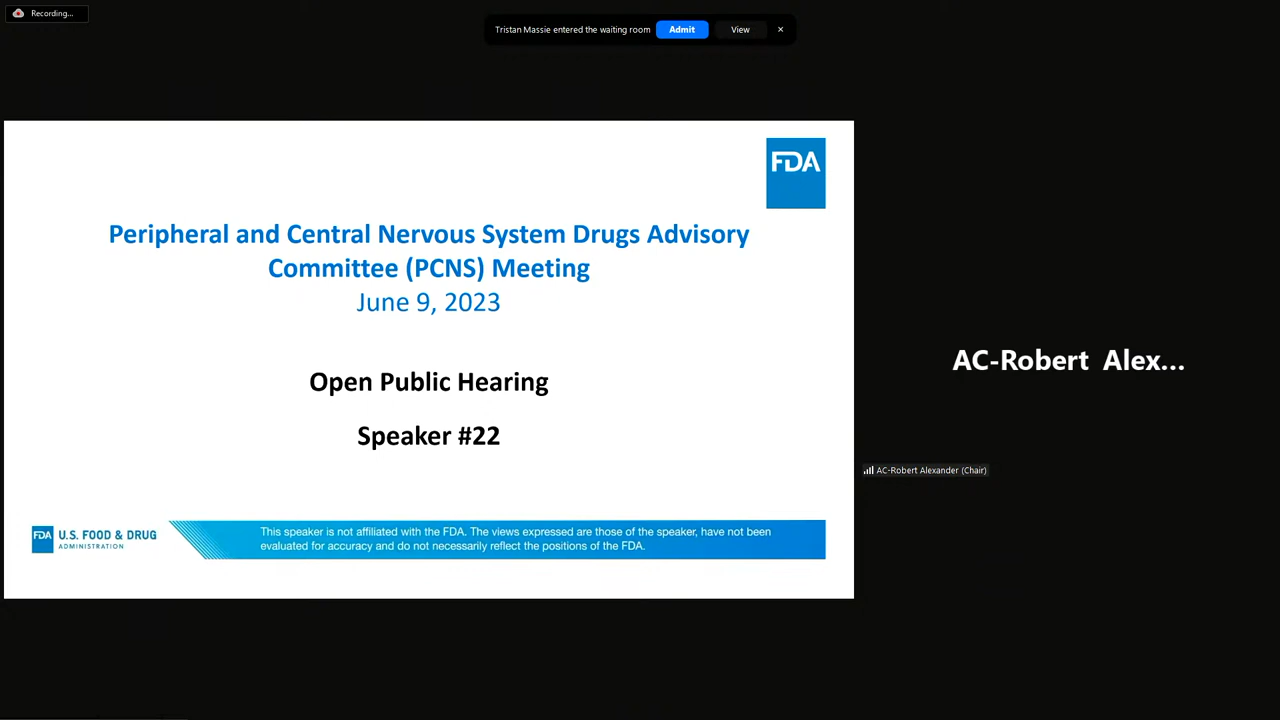 Recording...
Tristan Massie entered the waiting room Admit View
FDA
Peripheral and Central Nervous System Drugs Advisory
Committee (PCNS) Meeting
June 9, 2023
Open Public Hearing
Speaker #22
AC-Robert Alex...
AC-Robert Alexander (Chair)
FDA U.S. FOOD & DRUG
ADMINISTRATION
This speaker is not affiliated with the FDA. The views expressed are those of the speaker, have not been
evaluated for accuracy and do not necessarily reflect the positions of the FDA.